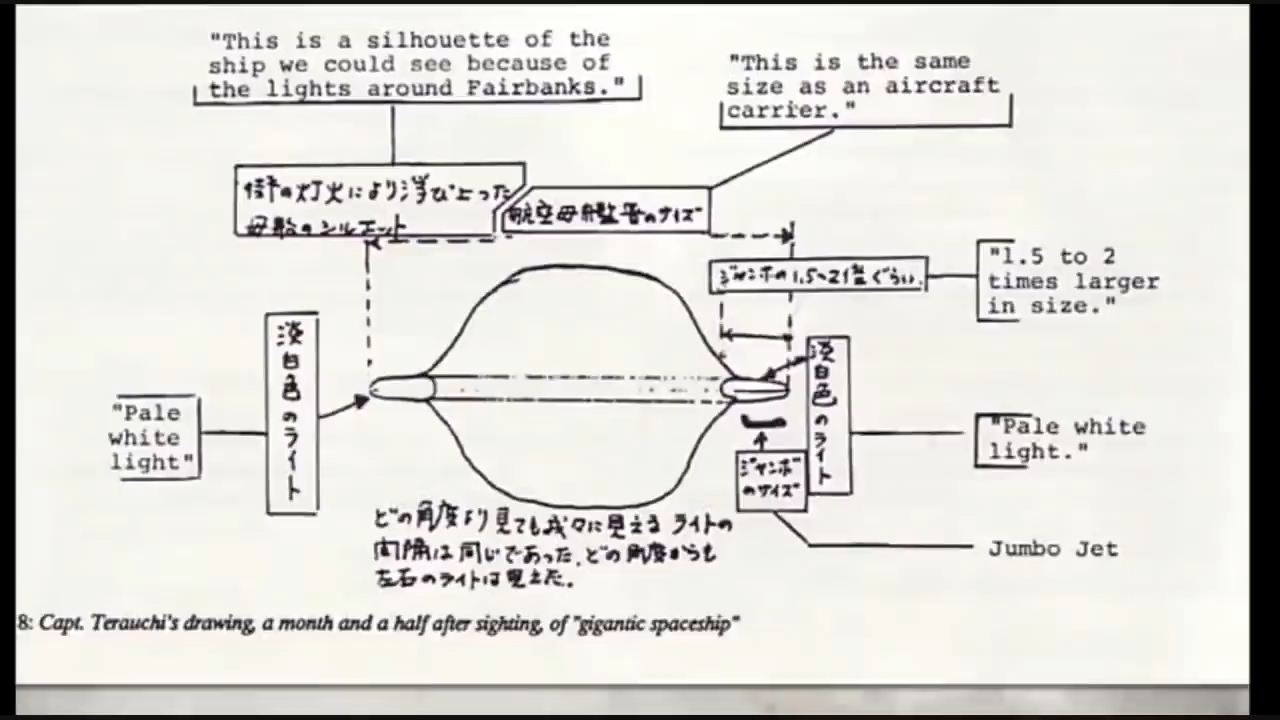 "This is a silhouette of the
ship we could see because of
the lights around Fairbanks."
"This is the same
size as an aircraft
carrier."
の灯火により浮び上った
母船のシルエット
航空母艦のサイズ
ジャンボの1.5〜2倍ぐらい
"1.5 to 2
times larger
in size."
淡白色のライト
淡白色のライト
"Pale
white
light"
"Pale white
light."
ジャンボ
のサイズ
Jumbo Jet
どの角度より見ても我々に見えるライトの
間隔は同じであった。どの角度からも
左右のライトは見えた。
8: Capt. Terauchi's drawing, a month and a half after sighting, of "gigantic spaceship"